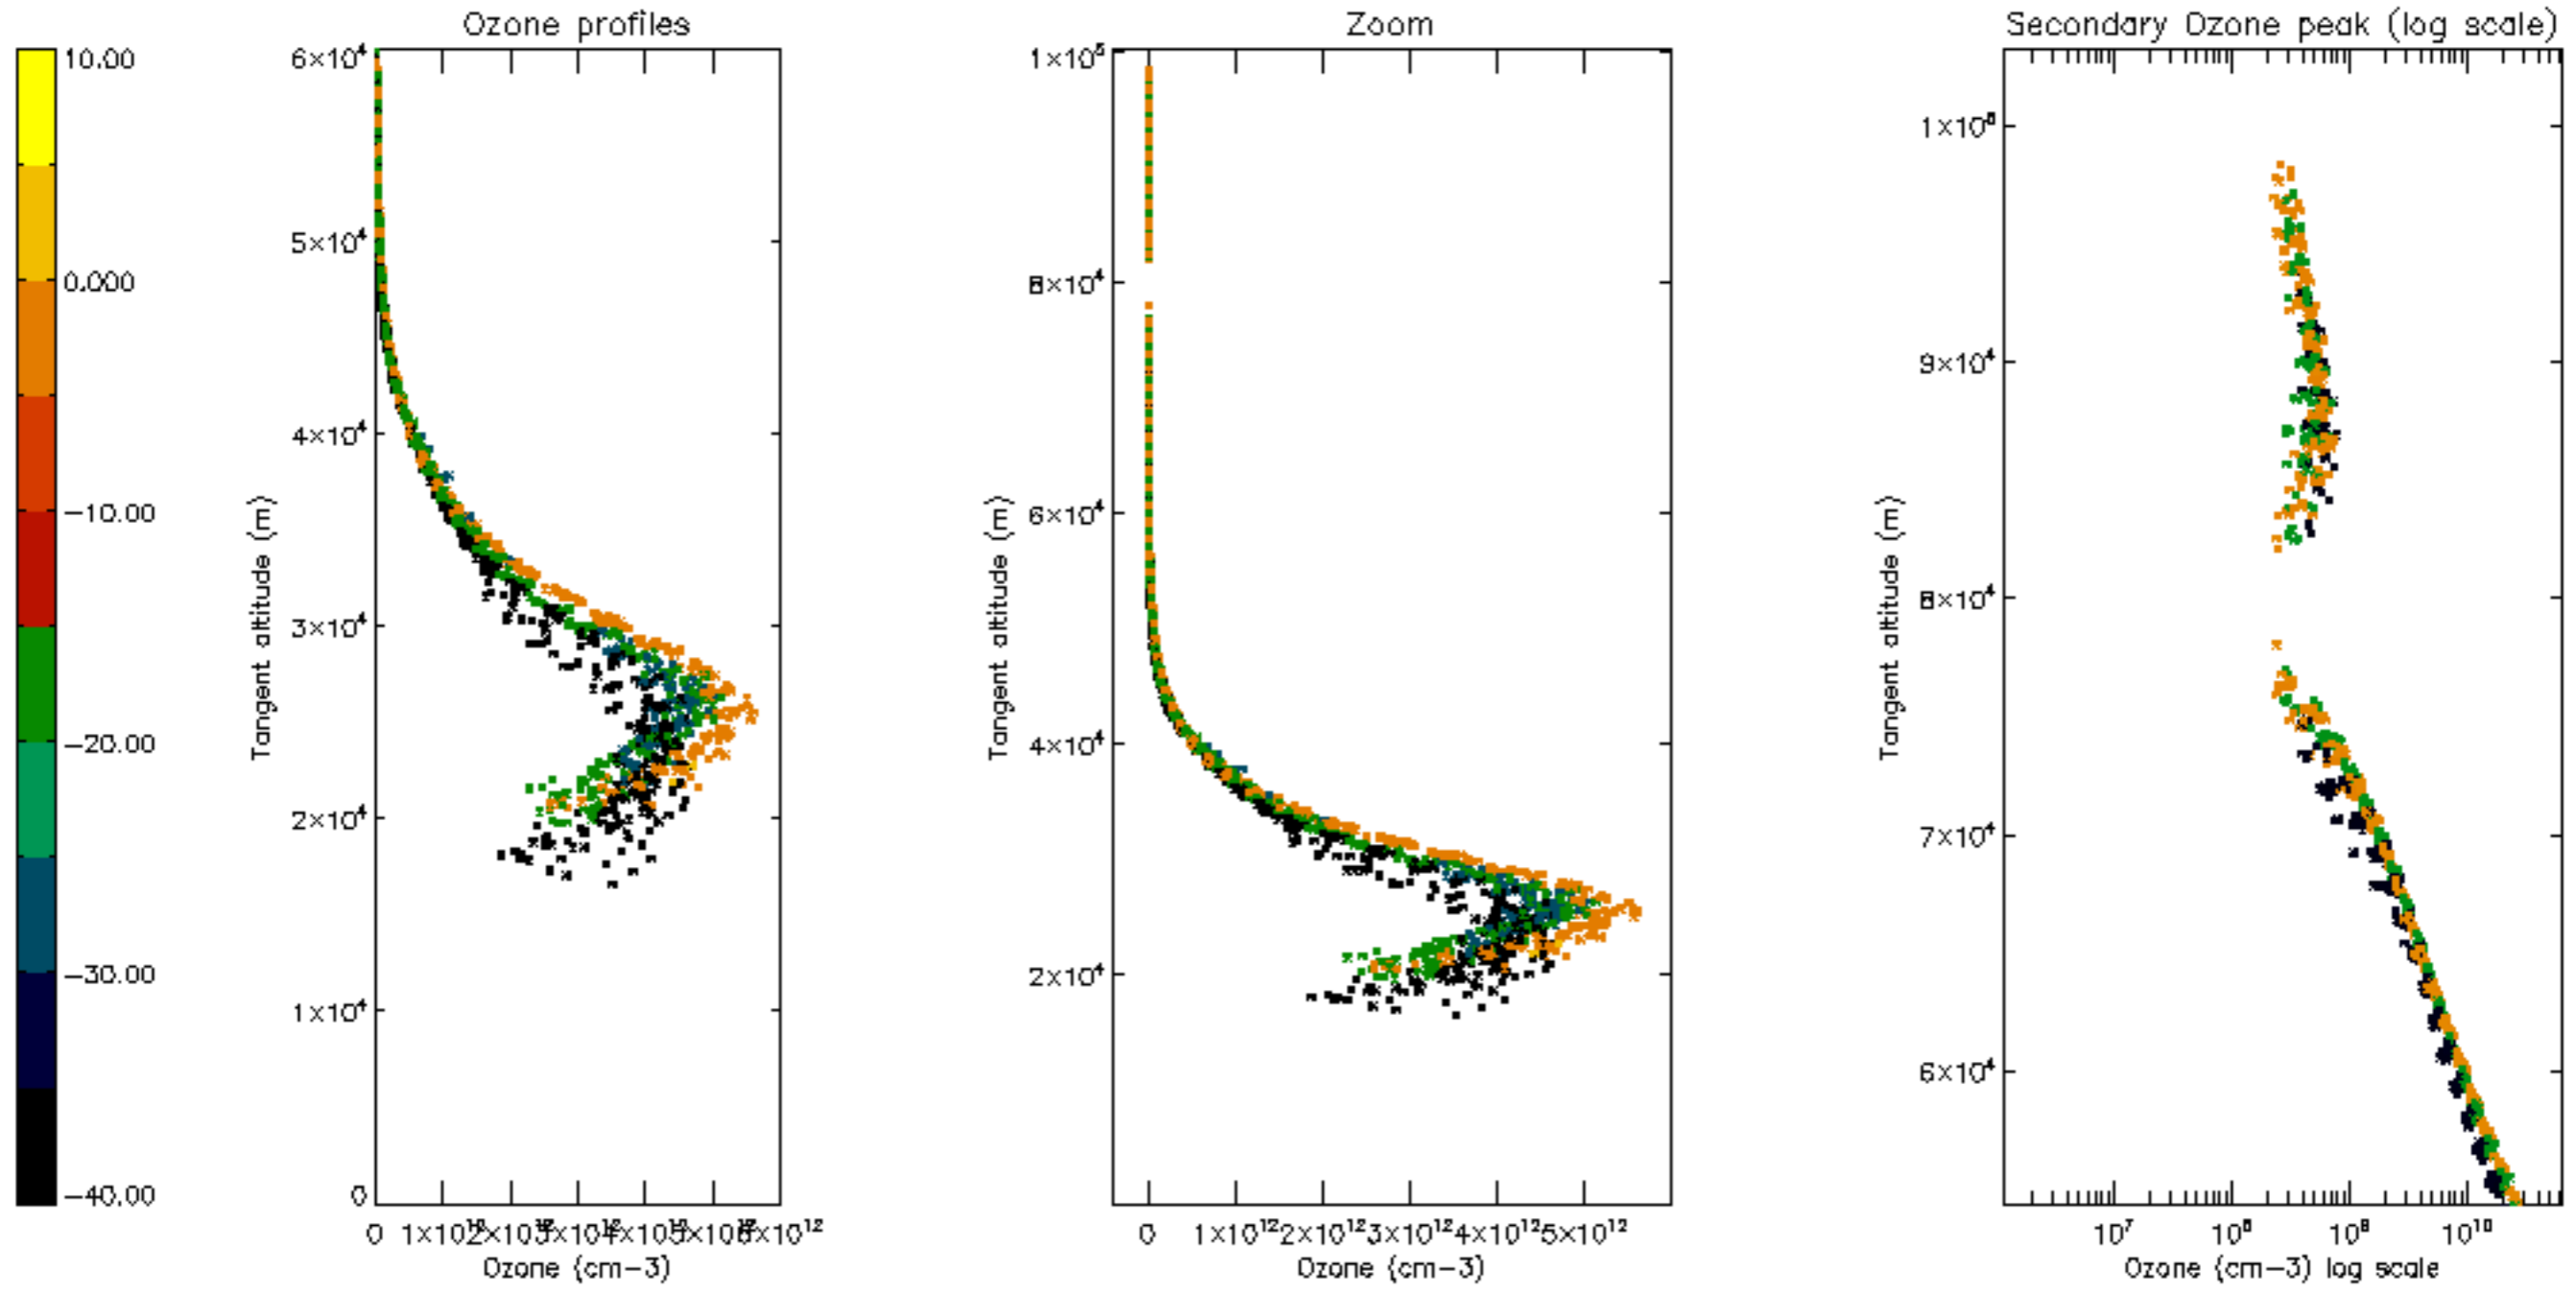 Ozone profiles
Zoom
Secondary Ozone peak (log scale)
10.00
0.000
−10.00
−20.00
−30.00
−40.00
Tangent altitude (m)
6×10⁴
5×10⁴
4×10⁴
3×10⁴
2×10⁴
1×10⁴
0
0
6×10¹²
Ozone (cm−3)
Tangent altitude (m)
1×10⁵
8×10⁴
6×10⁴
4×10⁴
2×10⁴
0 1×10¹² 2×10¹² 3×10¹² 4×10¹² 5×10¹²
Ozone (cm−3)
Tangent altitude (m)
1×10⁵
9×10⁴
8×10⁴
7×10⁴
6×10⁴
10⁷ 10⁸ 10⁹ 10¹⁰
Ozone (cm−3) log scale